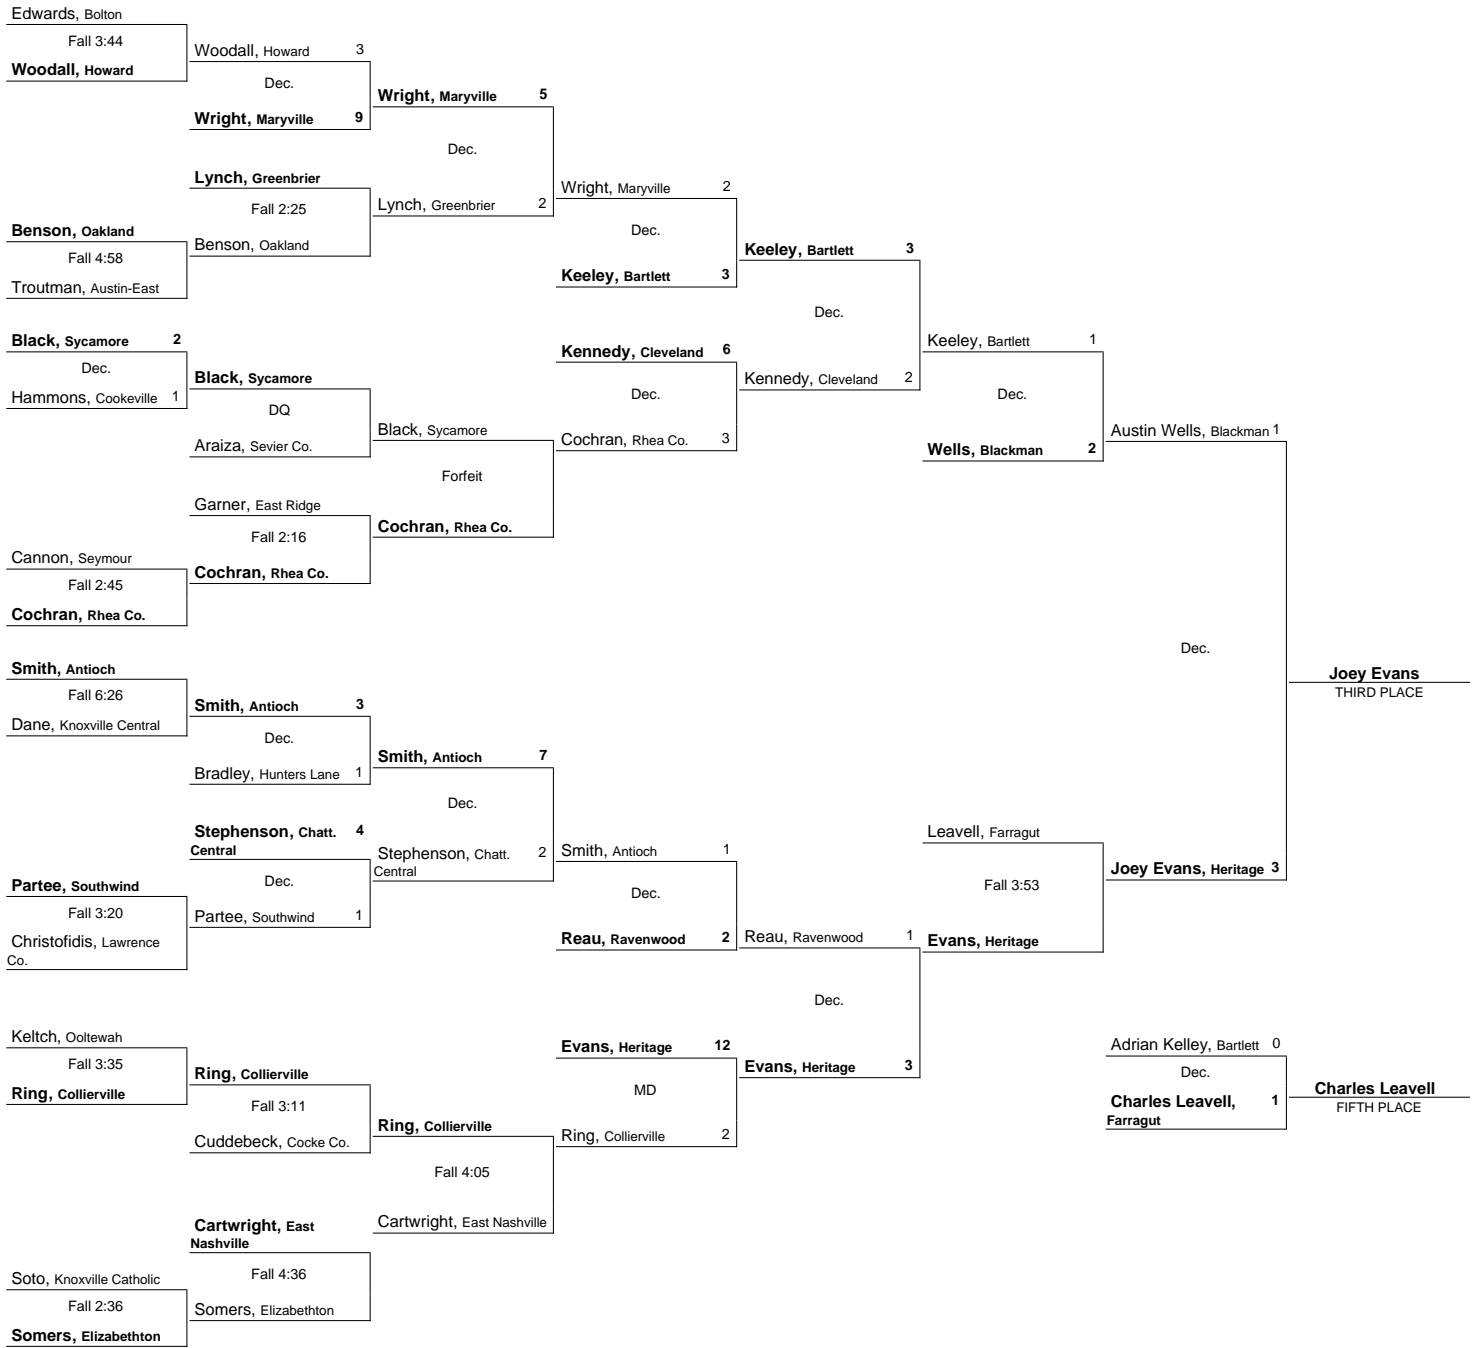 Edwards, Bolton
Fall 3:44
Woodall, Howard
Woodall, Howard 3
Dec.
Wright, Maryville 9
Wright, Maryville 5
Dec.
Lynch, Greenbrier
Fall 2:25
Benson, Oakland
Lynch, Greenbrier 2
Benson, Oakland
Fall 4:58
Troutman, Austin-East
Wright, Maryville 2
Dec.
Keeley, Bartlett 3
Keeley, Bartlett 3
Dec.
Black, Sycamore 2
Dec.
Hammons, Cookeville 1
Black, Sycamore
DQ
Araiza, Sevier Co.
Black, Sycamore
Forfeit
Garner, East Ridge
Fall 2:16
Cochran, Rhea Co.
Cochran, Rhea Co.
Cannon, Seymour
Fall 2:45
Cochran, Rhea Co.
Kennedy, Cleveland 6
Dec.
Cochran, Rhea Co. 3
Kennedy, Cleveland 2
Keeley, Bartlett 1
Dec.
Wells, Blackman 2
Austin Wells, Blackman 1
Dec.
Joey Evans
THIRD PLACE
Smith, Antioch
Fall 6:26
Dane, Knoxville Central
Smith, Antioch 3
Dec.
Bradley, Hunters Lane 1
Smith, Antioch 7
Dec.
Stephenson, Chatt. 4
Central
Dec.
Partee, Southwind 1
Stephenson, Chatt. 2
Central
Partee, Southwind
Fall 3:20
Christofidis, Lawrence
Co.
Smith, Antioch 1
Dec.
Reau, Ravenwood 2
Reau, Ravenwood 1
Dec.
Leavell, Farragut
Fall 3:53
Evans, Heritage
Joey Evans, Heritage 3
Keltch, Ooltewah
Fall 3:35
Ring, Collierville
Ring, Collierville
Fall 3:11
Cuddebeck, Cocke Co.
Ring, Collierville
Fall 4:05
Cartwright, East
Nashville
Fall 4:36
Somers, Elizabethton
Cartwright, East Nashville
Soto, Knoxville Catholic
Fall 2:36
Somers, Elizabethton
Evans, Heritage 12
MD
Ring, Collierville 2
Evans, Heritage 3
Adrian Kelley, Bartlett 0
Dec.
Charles Leavell, 1
Farragut
Charles Leavell
FIFTH PLACE